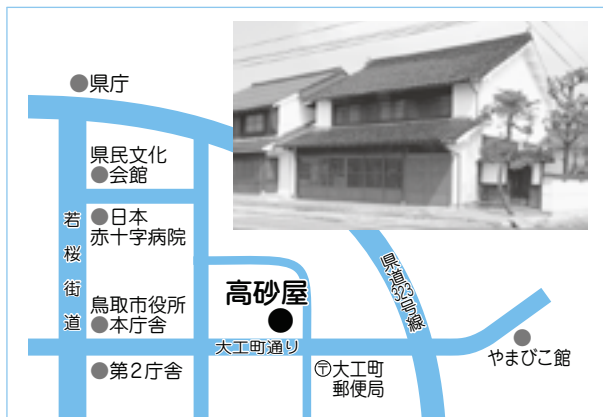 県庁
県民文化
会館
日本
赤十字病院
若桜街道
鳥取市役所
本庁舎
高砂屋
大工町通り
第2庁舎
〒大工町
郵便局
県道323号線
やまびこ館